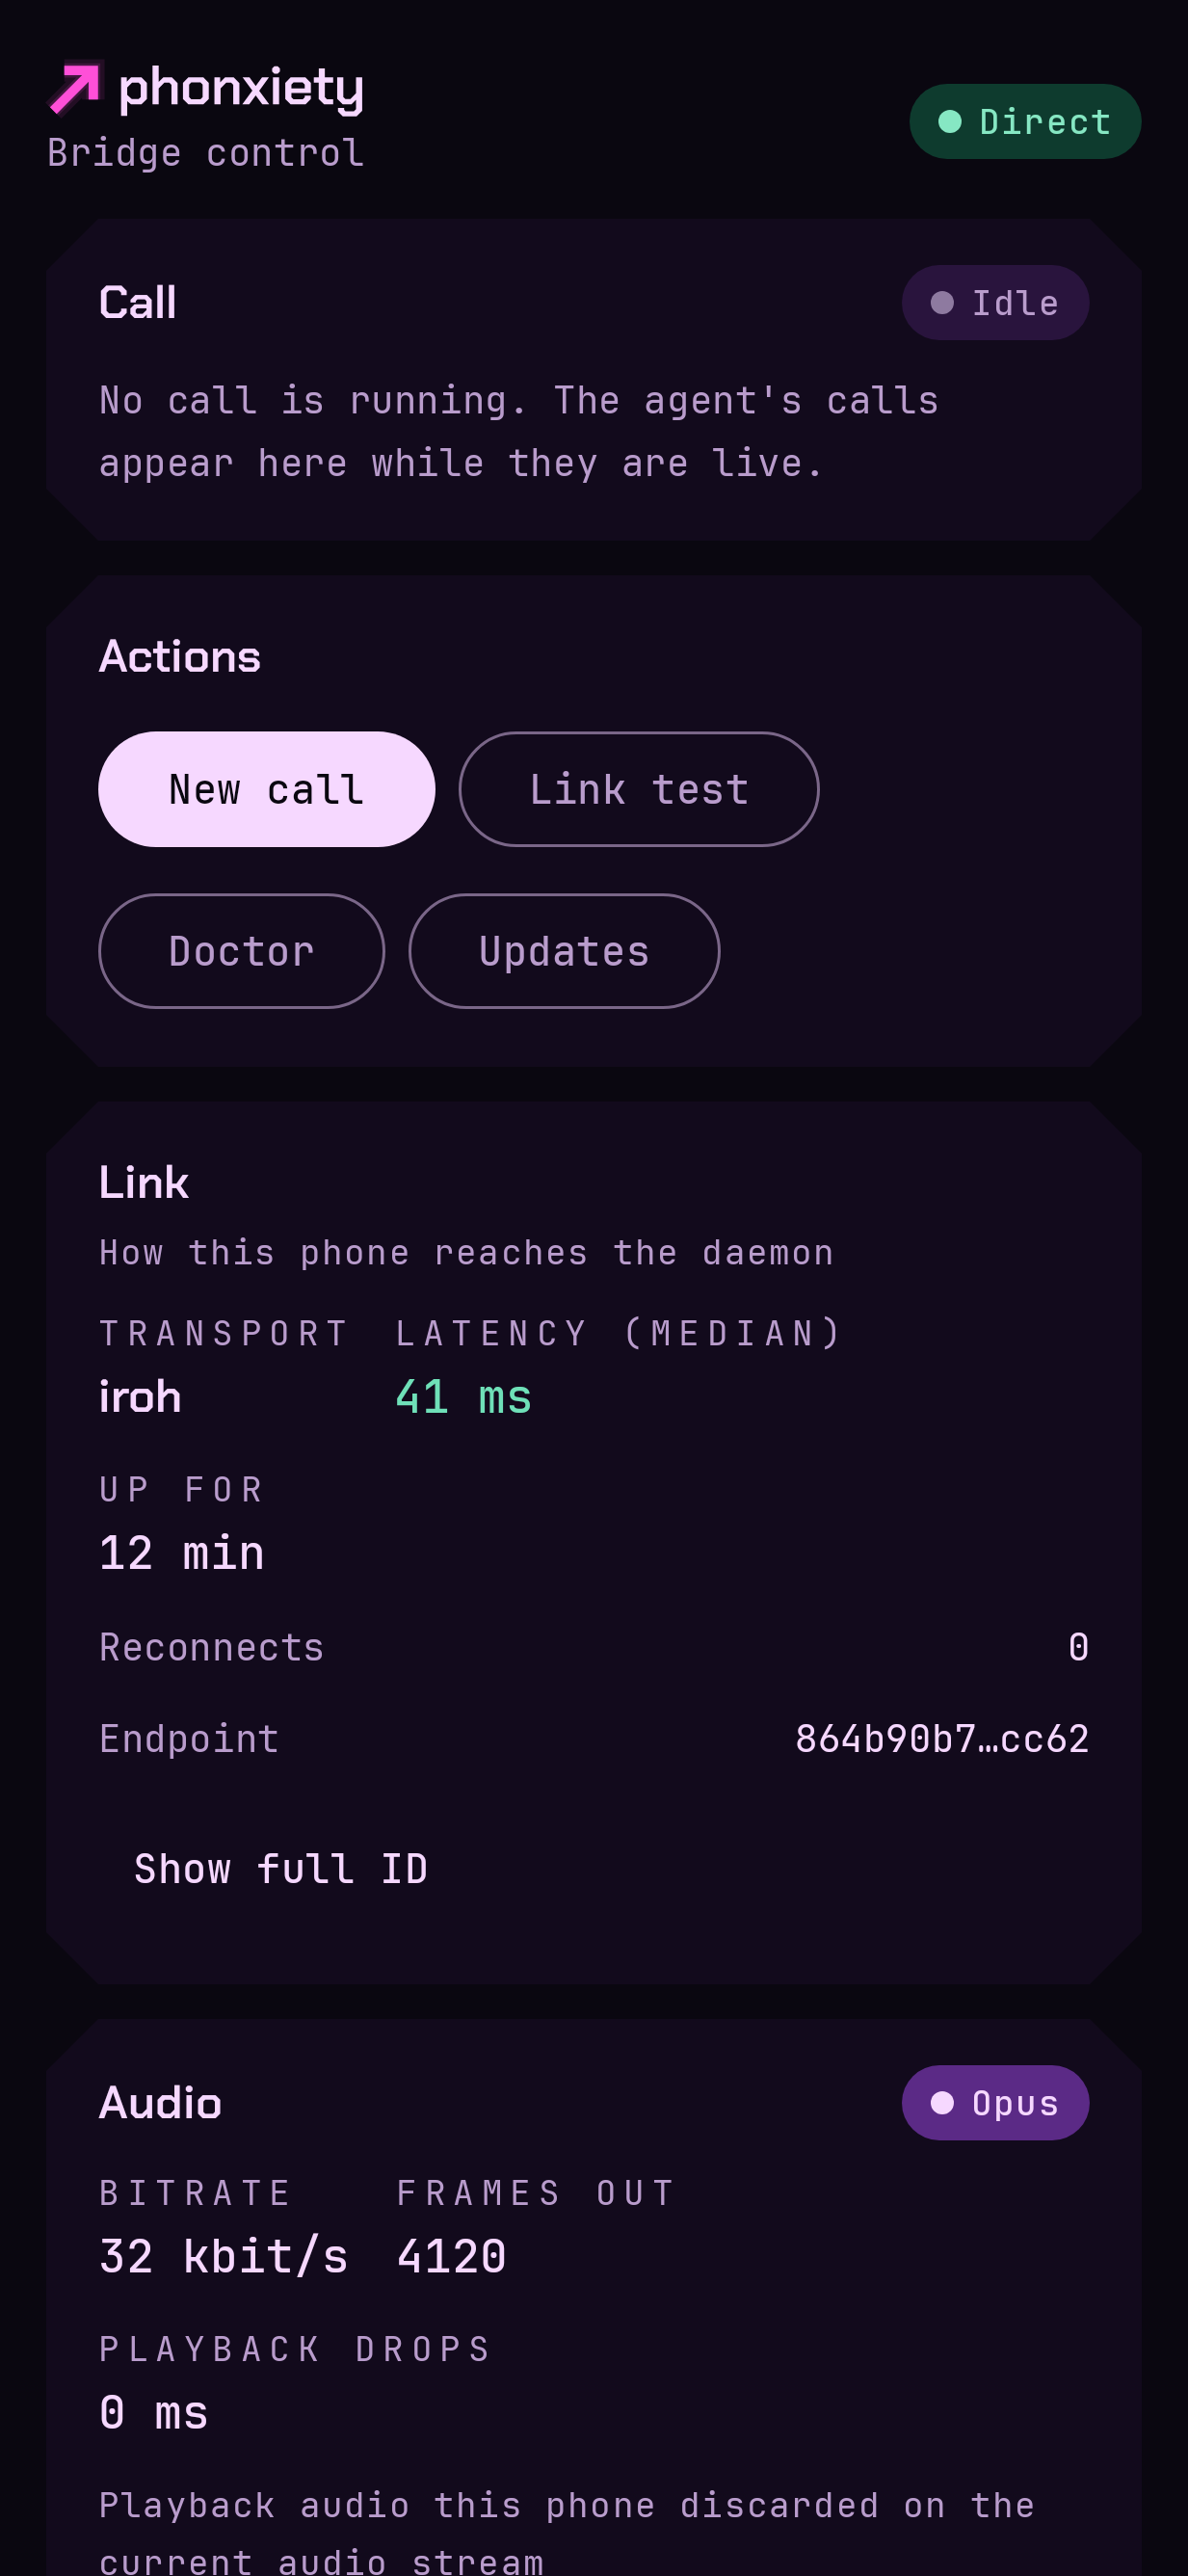 phonxiety
Bridge control
Direct
Call
Idle
No call is running. The agent's calls
appear here while they are live.
Actions
New call
Link test
Doctor
Updates
Link
How this phone reaches the daemon
TRANSPORT
LATENCY (MEDIAN)
iroh
41 ms
UP FOR
12 min
Reconnects
0
Endpoint
864b90b7…cc62
Show full ID
Audio
Opus
BITRATE
FRAMES OUT
32 kbit/s
4120
PLAYBACK DROPS
0 ms
Playback audio this phone discarded on the
current audio stream